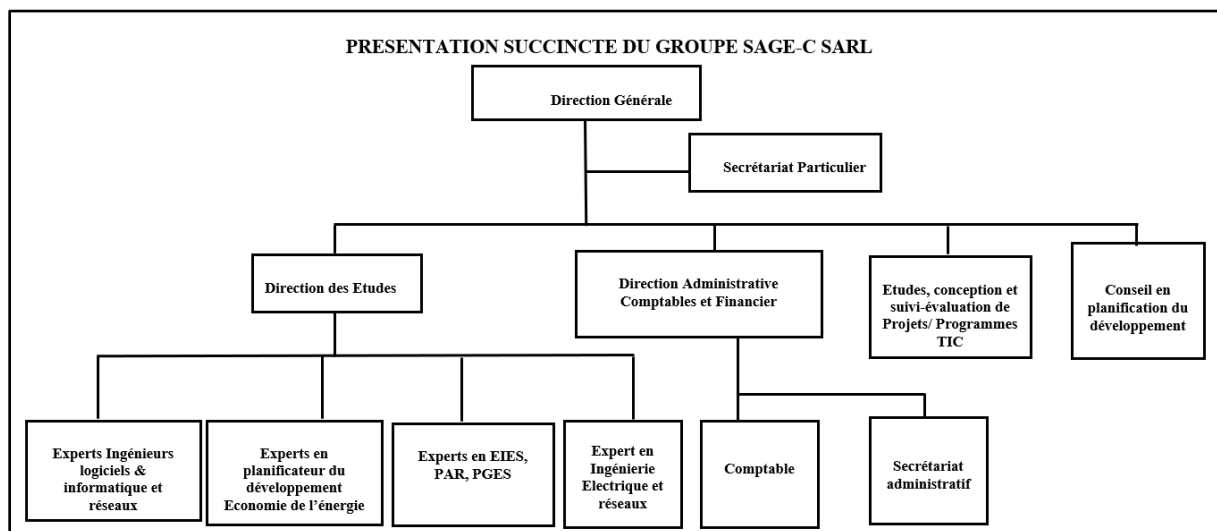 PRESENTATION SUCCINCTE DU GROUPE SAGE-C SARL
Direction Générale
Secrétariat Particulier
Direction des Etudes
Direction Administrative
Comptables et Financier
Etudes, conception et
suivi-évaluation de
Projets/ Programmes
TIC
Conseil en
planification du
développement
Experts Ingénieurs
logiciels &
informatique et
réseaux
Experts en
planificateur du
développement
Economie de l’énergie
Experts en EIES,
PAR, PGES
Expert en
Ingénierie
Electrique et
réseaux
Comptable
Secrétariat
administratif